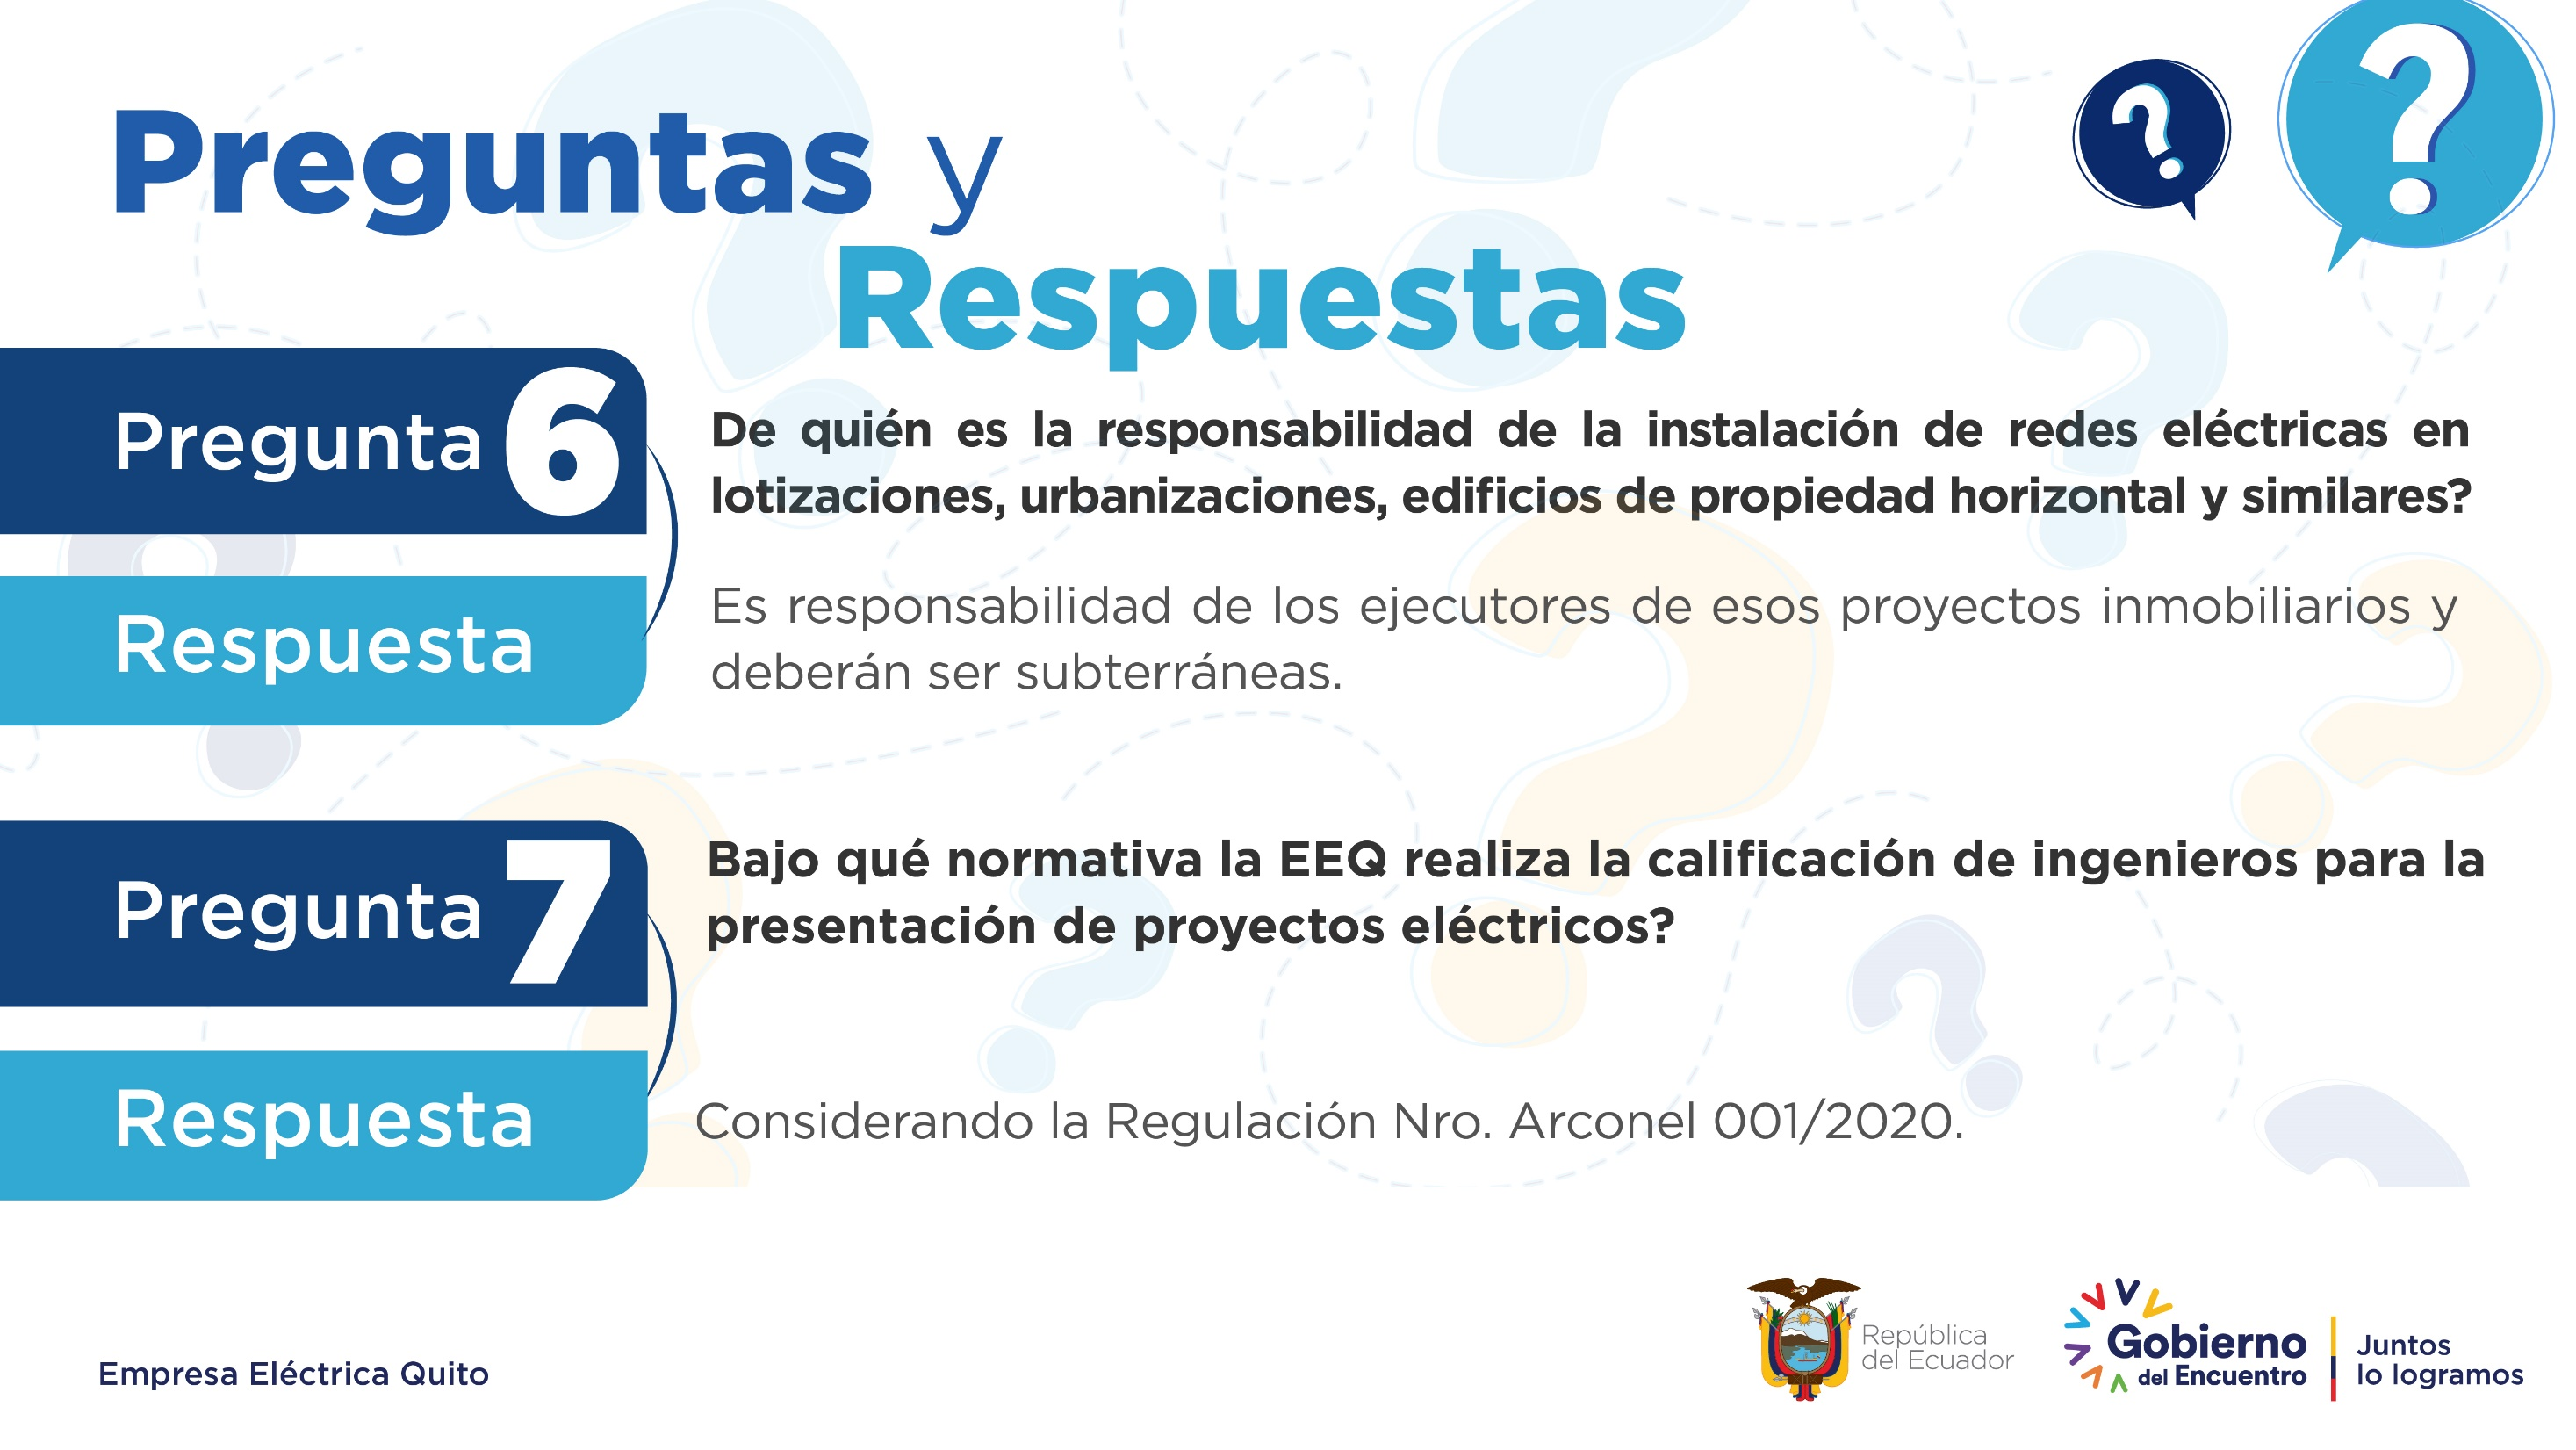 Preguntas y
Respuestas
Pregunta 6
De quién es la responsabilidad de la instalación de redes eléctricas en
lotizaciones, urbanizaciones, edificios de propiedad horizontal y similares?
Respuesta
Es responsabilidad de los ejecutores de esos proyectos inmobiliarios y
deberán ser subterráneas.
Pregunta 7
Bajo qué normativa la EEQ realiza la calificación de ingenieros para la
presentación de proyectos eléctricos?
Respuesta
Considerando la Regulación Nro. Arconel 001/2020.
Empresa Eléctrica Quito
República
del Ecuador
Gobierno
del Encuentro
Juntos
lo logramos